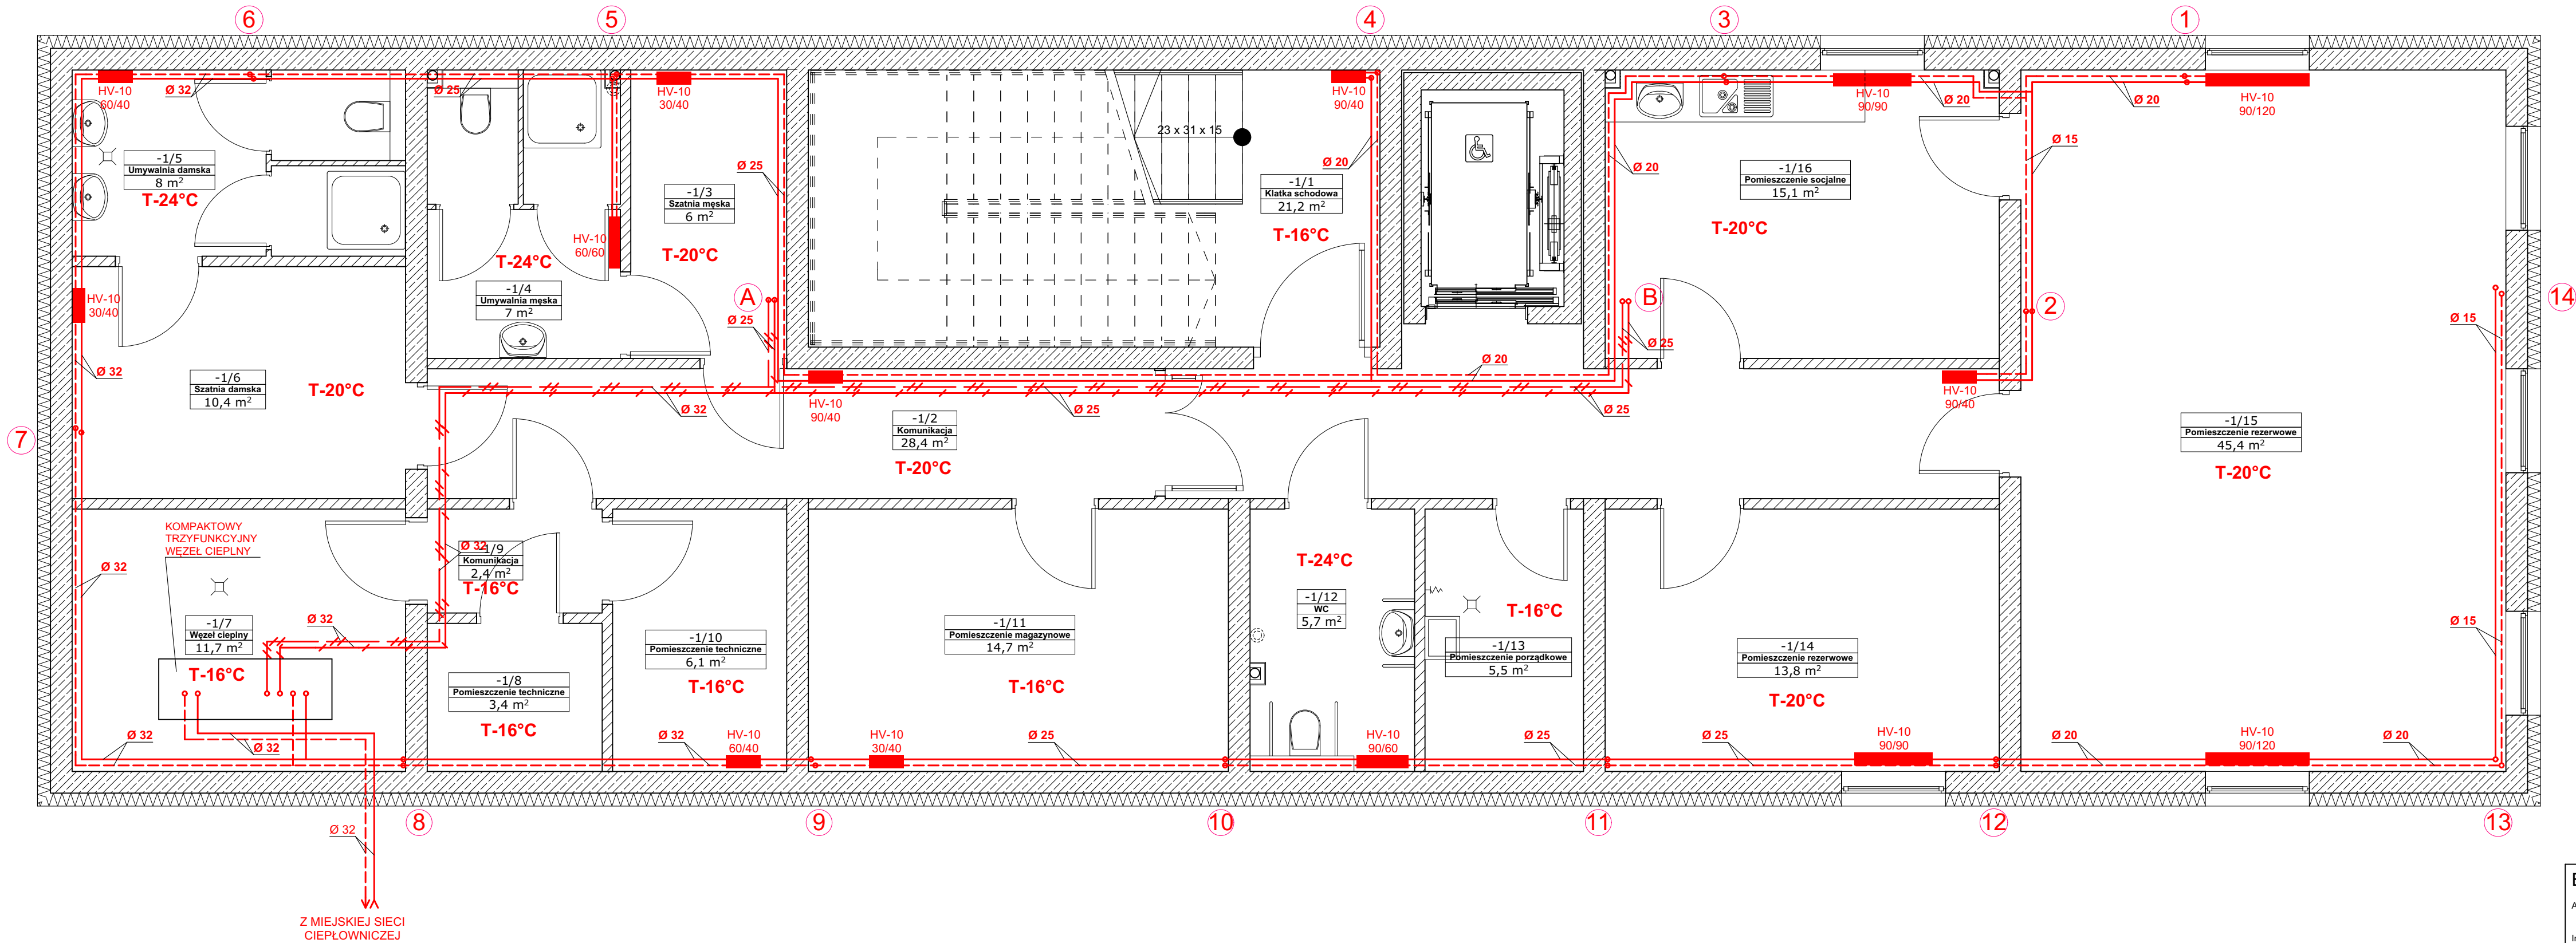 6
5
4
3
1
HV-10
60/40
Ø 32
Ø 25
HV-10
30/40
HV-10
90/40
HV-10
90/90
Ø 20
Ø 20
HV-10
90/120
23 x 31 x 15
-1/5
Umywalnia damska
8 m²
T-24°C
Ø 25
-1/3
Szatnia męska
6 m²
T-20°C
HV-10
60/60
T-24°C
-1/4
Umywalnia męska
7 m²
Ø 20
-1/1
Klatka schodowa
21,2 m²
T-16°C
Ø 20
-1/16
Pomieszczenie socjalne
15,1 m²
T-20°C
Ø 15
HV-10
30/40
A
Ø 25
B
Ø 25
2
14
Ø 15
Ø 32
-1/6
Szatnia damska
10,4 m²
T-20°C
Ø 20
Ø 32
HV-10
90/40
Ø 25
Ø 25
HV-10
90/40
7
-1/2
Komunikacja
28,4 m²
T-20°C
-1/15
Pomieszczenie rezerwowe
45,4 m²
T-20°C
KOMPAKTOWY
TRZYFUNKCYJNY
WĘZEŁ CIEPLNY
Ø 32
Ø 32
-1/9
Komunikacja
2,4 m²
T-16°C
T-24°C
-1/12
WC
5,7 m²
T-16°C
-1/13
Pomieszczenie porządkowe
5,5 m²
Ø 32
-1/7
Węzeł cieplny
11,7 m²
T-16°C
-1/10
Pomieszczenie techniczne
6,1 m²
T-16°C
-1/11
Pomieszczenie magazynowe
14,7 m²
T-16°C
-1/14
Pomieszczenie rezerwowe
13,8 m²
T-20°C
Ø 15
-1/8
Pomieszczenie techniczne
3,4 m²
T-16°C
Ø 32
Ø 32
Ø 32
HV-10
60/40
HV-10
30/40
Ø 25
HV-10
90/60
Ø 25
Ø 25
HV-10
90/90
Ø 20
HV-10
90/120
Ø 20
8
9
10
11
12
13
Ø 32
Z MIEJSKIEJ SIECI
CIEPŁOWNICZEJ